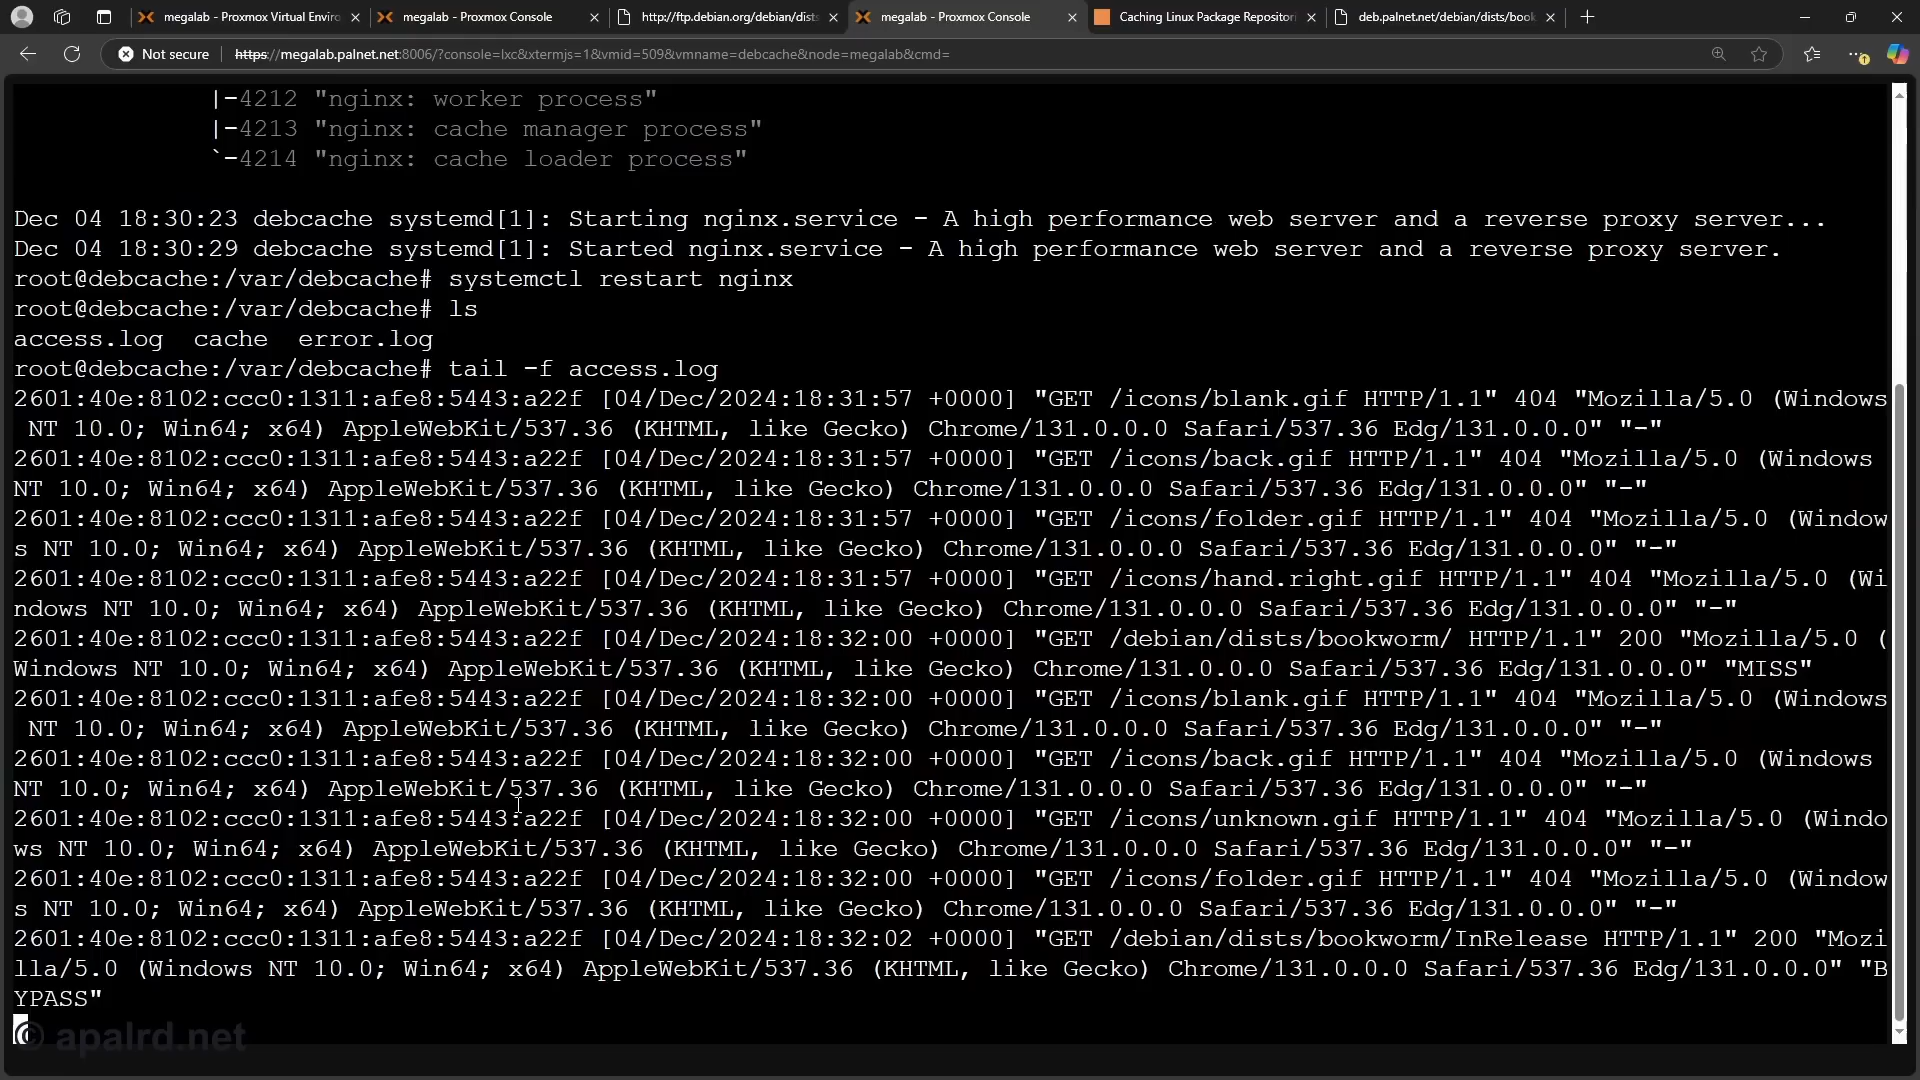 megalab - Proxmox Virtual Enviro
megalab - Proxmox Console
http://ftp.debian.org/debian/dists
megalab - Proxmox Console
Caching Linux Package Repositori
deb.palnet.net/debian/dists/book
Not secure
https://megalab.palnet.net:8006/?console=lxc&xtermjs=1&vmid=509&vmname=debcache&node=megalab&cmd=
|-4212 "nginx: worker process"
|-4213 "nginx: cache manager process"
`-4214 "nginx: cache loader process"
Dec 04 18:30:23 debcache systemd[1]: Starting nginx.service - A high performance web server and a reverse proxy server...
Dec 04 18:30:29 debcache systemd[1]: Started nginx.service - A high performance web server and a reverse proxy server.
root@debcache:/var/debcache# systemctl restart nginx
root@debcache:/var/debcache# ls
access.log  cache  error.log
root@debcache:/var/debcache# tail -f access.log
2601:40e:8102:ccc0:1311:afe8:5443:a22f [04/Dec/2024:18:31:57 +0000] "GET /icons/blank.gif HTTP/1.1" 404 "Mozilla/5.0 (Windows
 NT 10.0; Win64; x64) AppleWebKit/537.36 (KHTML, like Gecko) Chrome/131.0.0.0 Safari/537.36 Edg/131.0.0.0" "-"
2601:40e:8102:ccc0:1311:afe8:5443:a22f [04/Dec/2024:18:31:57 +0000] "GET /icons/back.gif HTTP/1.1" 404 "Mozilla/5.0 (Windows
NT 10.0; Win64; x64) AppleWebKit/537.36 (KHTML, like Gecko) Chrome/131.0.0.0 Safari/537.36 Edg/131.0.0.0" "-"
2601:40e:8102:ccc0:1311:afe8:5443:a22f [04/Dec/2024:18:31:57 +0000] "GET /icons/folder.gif HTTP/1.1" 404 "Mozilla/5.0 (Window
s NT 10.0; Win64; x64) AppleWebKit/537.36 (KHTML, like Gecko) Chrome/131.0.0.0 Safari/537.36 Edg/131.0.0.0" "-"
2601:40e:8102:ccc0:1311:afe8:5443:a22f [04/Dec/2024:18:31:57 +0000] "GET /icons/hand.right.gif HTTP/1.1" 404 "Mozilla/5.0 (Wi
ndows NT 10.0; Win64; x64) AppleWebKit/537.36 (KHTML, like Gecko) Chrome/131.0.0.0 Safari/537.36 Edg/131.0.0.0" "-"
2601:40e:8102:ccc0:1311:afe8:5443:a22f [04/Dec/2024:18:32:00 +0000] "GET /debian/dists/bookworm/ HTTP/1.1" 200 "Mozilla/5.0 (
Windows NT 10.0; Win64; x64) AppleWebKit/537.36 (KHTML, like Gecko) Chrome/131.0.0.0 Safari/537.36 Edg/131.0.0.0" "MISS"
2601:40e:8102:ccc0:1311:afe8:5443:a22f [04/Dec/2024:18:32:00 +0000] "GET /icons/blank.gif HTTP/1.1" 404 "Mozilla/5.0 (Windows
 NT 10.0; Win64; x64) AppleWebKit/537.36 (KHTML, like Gecko) Chrome/131.0.0.0 Safari/537.36 Edg/131.0.0.0" "-"
2601:40e:8102:ccc0:1311:afe8:5443:a22f [04/Dec/2024:18:32:00 +0000] "GET /icons/back.gif HTTP/1.1" 404 "Mozilla/5.0 (Windows
NT 10.0; Win64; x64) AppleWebKit/537.36 (KHTML, like Gecko) Chrome/131.0.0.0 Safari/537.36 Edg/131.0.0.0" "-"
2601:40e:8102:ccc0:1311:afe8:5443:a22f [04/Dec/2024:18:32:00 +0000] "GET /icons/unknown.gif HTTP/1.1" 404 "Mozilla/5.0 (Windo
ws NT 10.0; Win64; x64) AppleWebKit/537.36 (KHTML, like Gecko) Chrome/131.0.0.0 Safari/537.36 Edg/131.0.0.0" "-"
2601:40e:8102:ccc0:1311:afe8:5443:a22f [04/Dec/2024:18:32:00 +0000] "GET /icons/folder.gif HTTP/1.1" 404 "Mozilla/5.0 (Window
s NT 10.0; Win64; x64) AppleWebKit/537.36 (KHTML, like Gecko) Chrome/131.0.0.0 Safari/537.36 Edg/131.0.0.0" "-"
2601:40e:8102:ccc0:1311:afe8:5443:a22f [04/Dec/2024:18:32:02 +0000] "GET /debian/dists/bookworm/InRelease HTTP/1.1" 200 "Mozi
lla/5.0 (Windows NT 10.0; Win64; x64) AppleWebKit/537.36 (KHTML, like Gecko) Chrome/131.0.0.0 Safari/537.36 Edg/131.0.0.0" "B
YPASS"
© apalrd.net